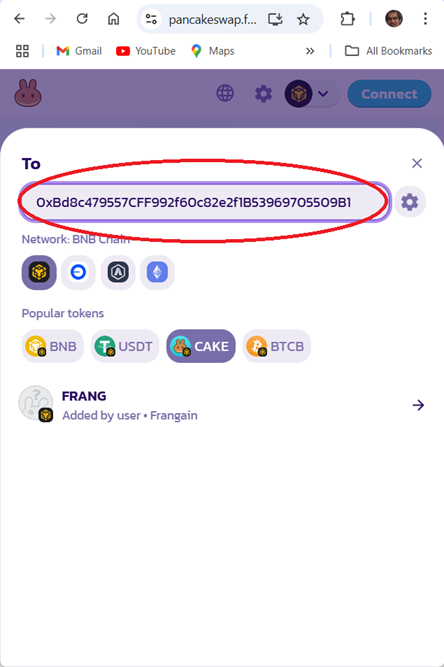 pancakeswap.f...
Gmail
YouTube
Maps
»
All Bookmarks
Connect
To
0xBd8c479557CFF992f60c82e2f1B53969705509B1
Network: BNB Chain
Popular tokens
BNB
USDT
CAKE
BTCB
FRANG
Added by user • Frangain